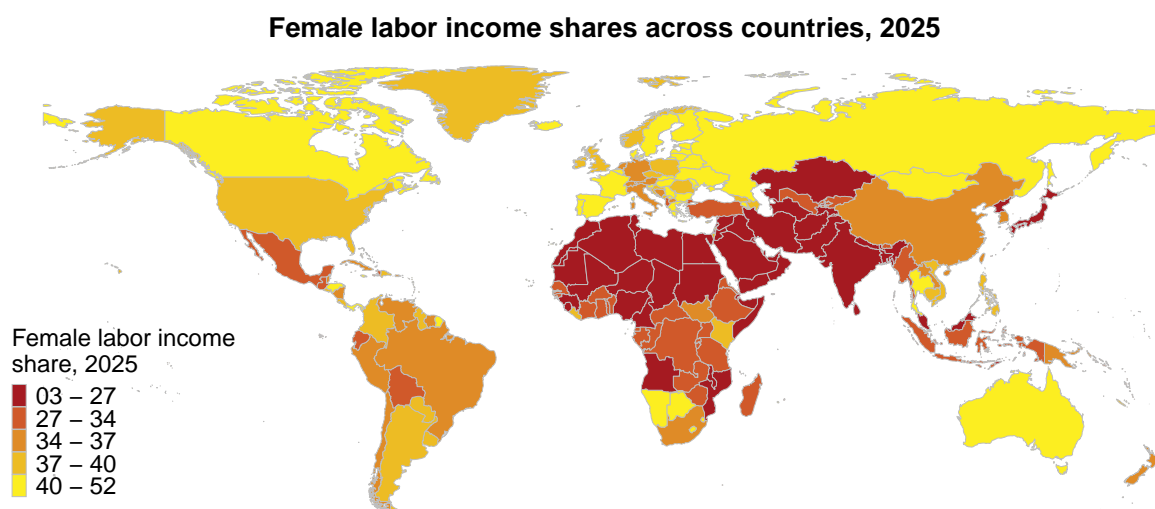 Female labor income shares across countries, 2025
Female labor income
share, 2025
03 – 27
27 – 34
34 – 37
37 – 40
40 – 52